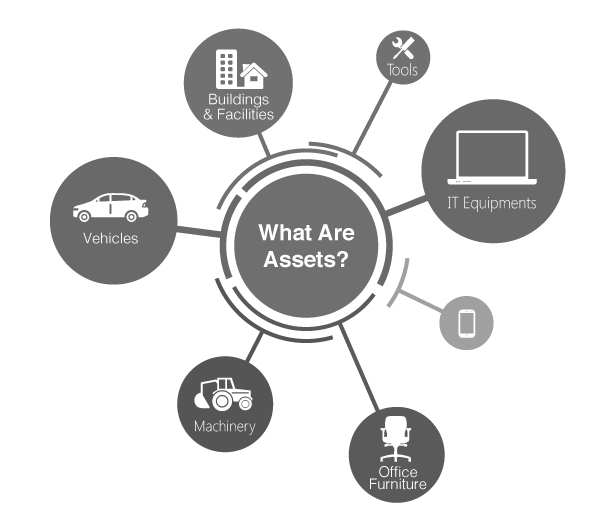 Buildings
& Facilities
Tools
IT Equipments
Vehicles
What Are
Assets?
Machinery
Office
Furniture